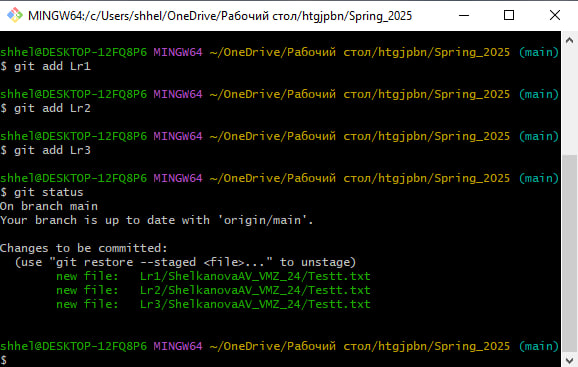 MINGW64:/c/Users/shhel/OneDrive/Рабочий стол/htgjpbn/Spring_2025
shhel@DESKTOP-12FQ8P6 MINGW64 ~/OneDrive/Рабочий стол/htgjpbn/Spring_2025 (main)
$ git add Lr1
shhel@DESKTOP-12FQ8P6 MINGW64 ~/OneDrive/Рабочий стол/htgjpbn/Spring_2025 (main)
$ git add Lr2
shhel@DESKTOP-12FQ8P6 MINGW64 ~/OneDrive/Рабочий стол/htgjpbn/Spring_2025 (main)
$ git add Lr3
shhel@DESKTOP-12FQ8P6 MINGW64 ~/OneDrive/Рабочий стол/htgjpbn/Spring_2025 (main)
$ git status
On branch main
Your branch is up to date with 'origin/main'.
Changes to be committed:
(use "git restore --staged <file>..." to unstage)
new file: Lr1/ShelkanovaAV_VMZ_24/Testt.txt
new file: Lr2/ShelkanovaAV_VMZ_24/Testt.txt
new file: Lr3/ShelkanovaAV_VMZ_24/Testt.txt
shhel@DESKTOP-12FQ8P6 MINGW64 ~/OneDrive/Рабочий стол/htgjpbn/Spring_2025 (main)
$